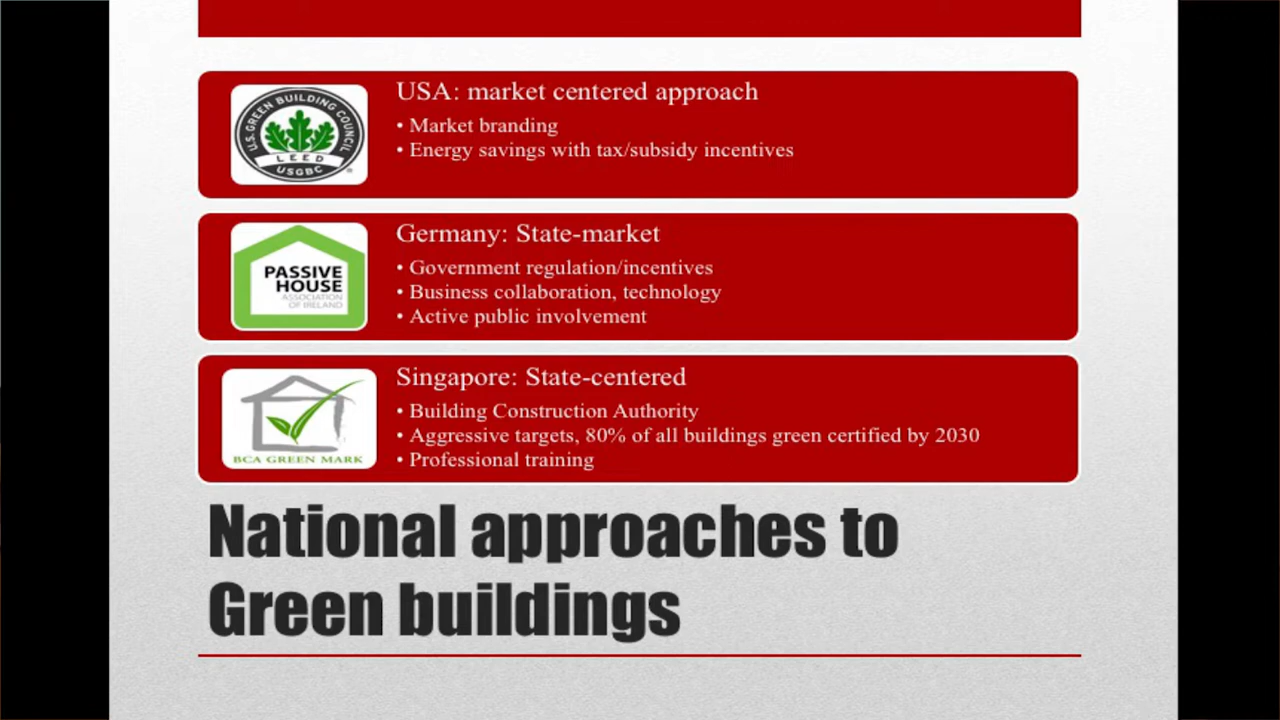 U.S. GREEN BUILDING COUNCIL
LEED
USGBC
USA: market centered approach
• Market branding
• Energy savings with tax/subsidy incentives
PASSIVE
HOUSE
ASSOCIATION
OF IRELAND
Germany: State-market
• Government regulation/incentives
• Business collaboration, technology
• Active public involvement
BCA GREEN MARK
Singapore: State-centered
• Building Construction Authority
• Aggressive targets, 80% of all buildings green certified by 2030
• Professional training
National approaches to
Green buildings